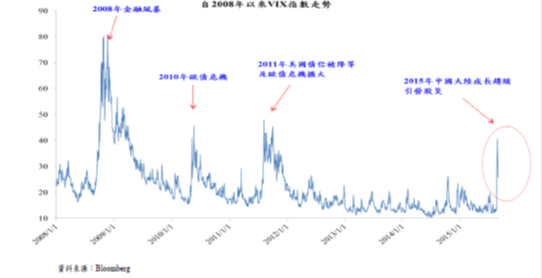 自2008年以來VIX指數走勢
90
80
70
60
50
40
30
20
10
2008年金融風暴
2010年歐債危機
2011年美國債信被降等
及歐債危機擴大
2015年中國大陸成長趨緩
引發股災
2008/1/1
2009/1/1
2010/1/1
2011/1/1
2012/1/1
2013/1/1
2014/1/1
2015/1/1
資料來源：Bloomberg